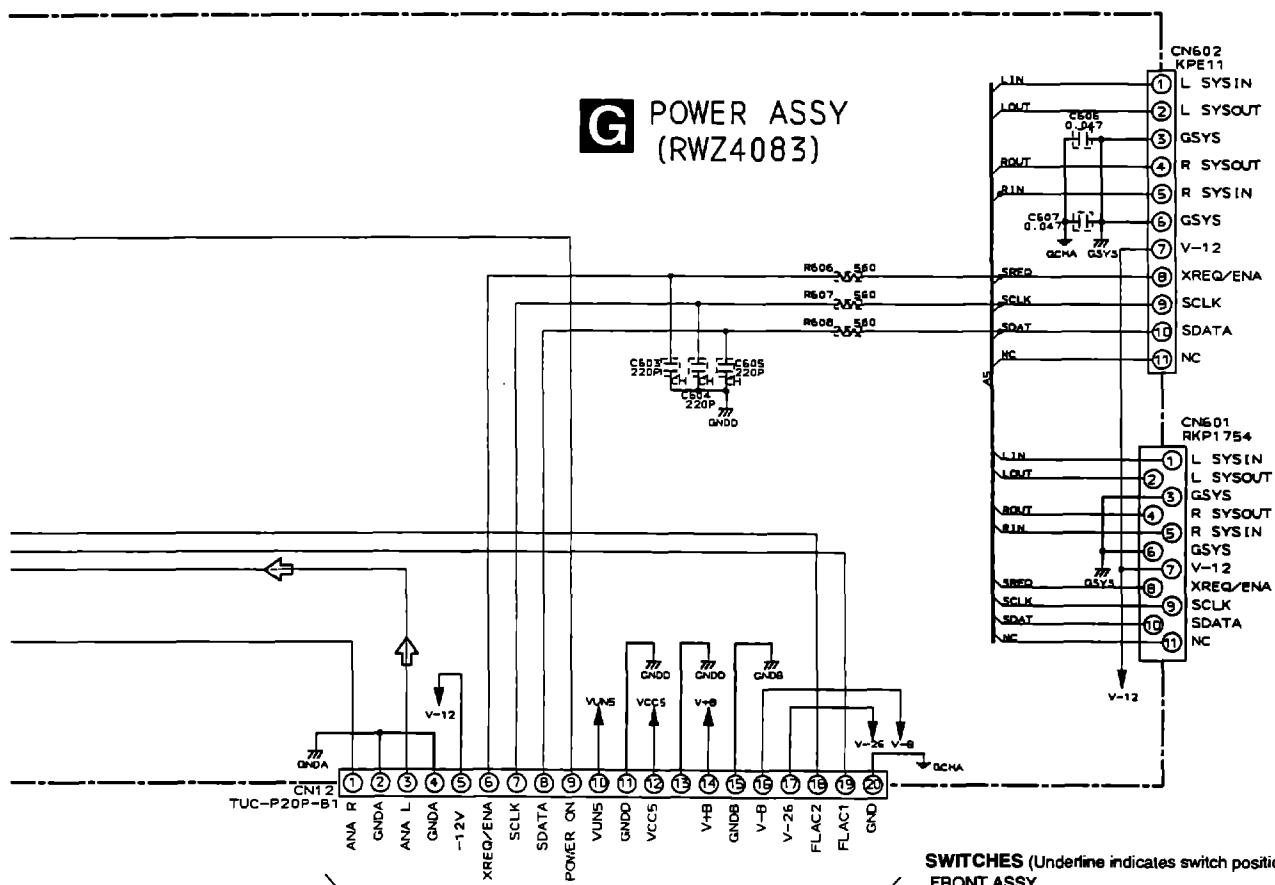 G POWER ASSY
(RWZ4083)
CN602
KPE11
LIN 1 L SYSIN
LOUT 2 L SYSOUT
C606
0.047
3 GSYS
ROUT 4 R SYSOUT
RIN 5 R SYSIN
C607
0.047
6 GSYS
GCHA GSYS
7 V-12
R606 560 SREQ 8 XREQ/ENA
R607 560 SCLK 9 SCLK
R608 560 SDAT 10 SDATA
NC 11 NC
C603
220P
CH CH CH
C604
220P
C605
220P
GNDD
CN601
RKP1754
LIN 1 L SYSIN
LOUT 2 L SYSOUT
3 GSYS
ROUT 4 R SYSOUT
RIN 5 R SYSIN
6 GSYS
7 V-12
GSYS
SREQ 8 XREQ/ENA
SCLK 9 SCLK
SDAT 10 SDATA
NC 11 NC
V-12
V-12
GNDD GNDD GNDB
VUN5 VCC5 V+8
V-26 V-8
GNDA
GCHA
CN12
TUC-P20P-B1
1 2 3 4 5 6 7 8 9 10 11 12 13 14 15 16 17 18 19 20
ANA R
GNDA
ANA L
GNDA
-12V
XREQ/ENA
SCLK
SDATA
POWER ON
VUN5
GNDD
VCC5
V+8
GNDB
V-8
V-26
FLAC2
FLAC1
GND
SWITCHES (Underline indicates switch positi
FRONT ASSY